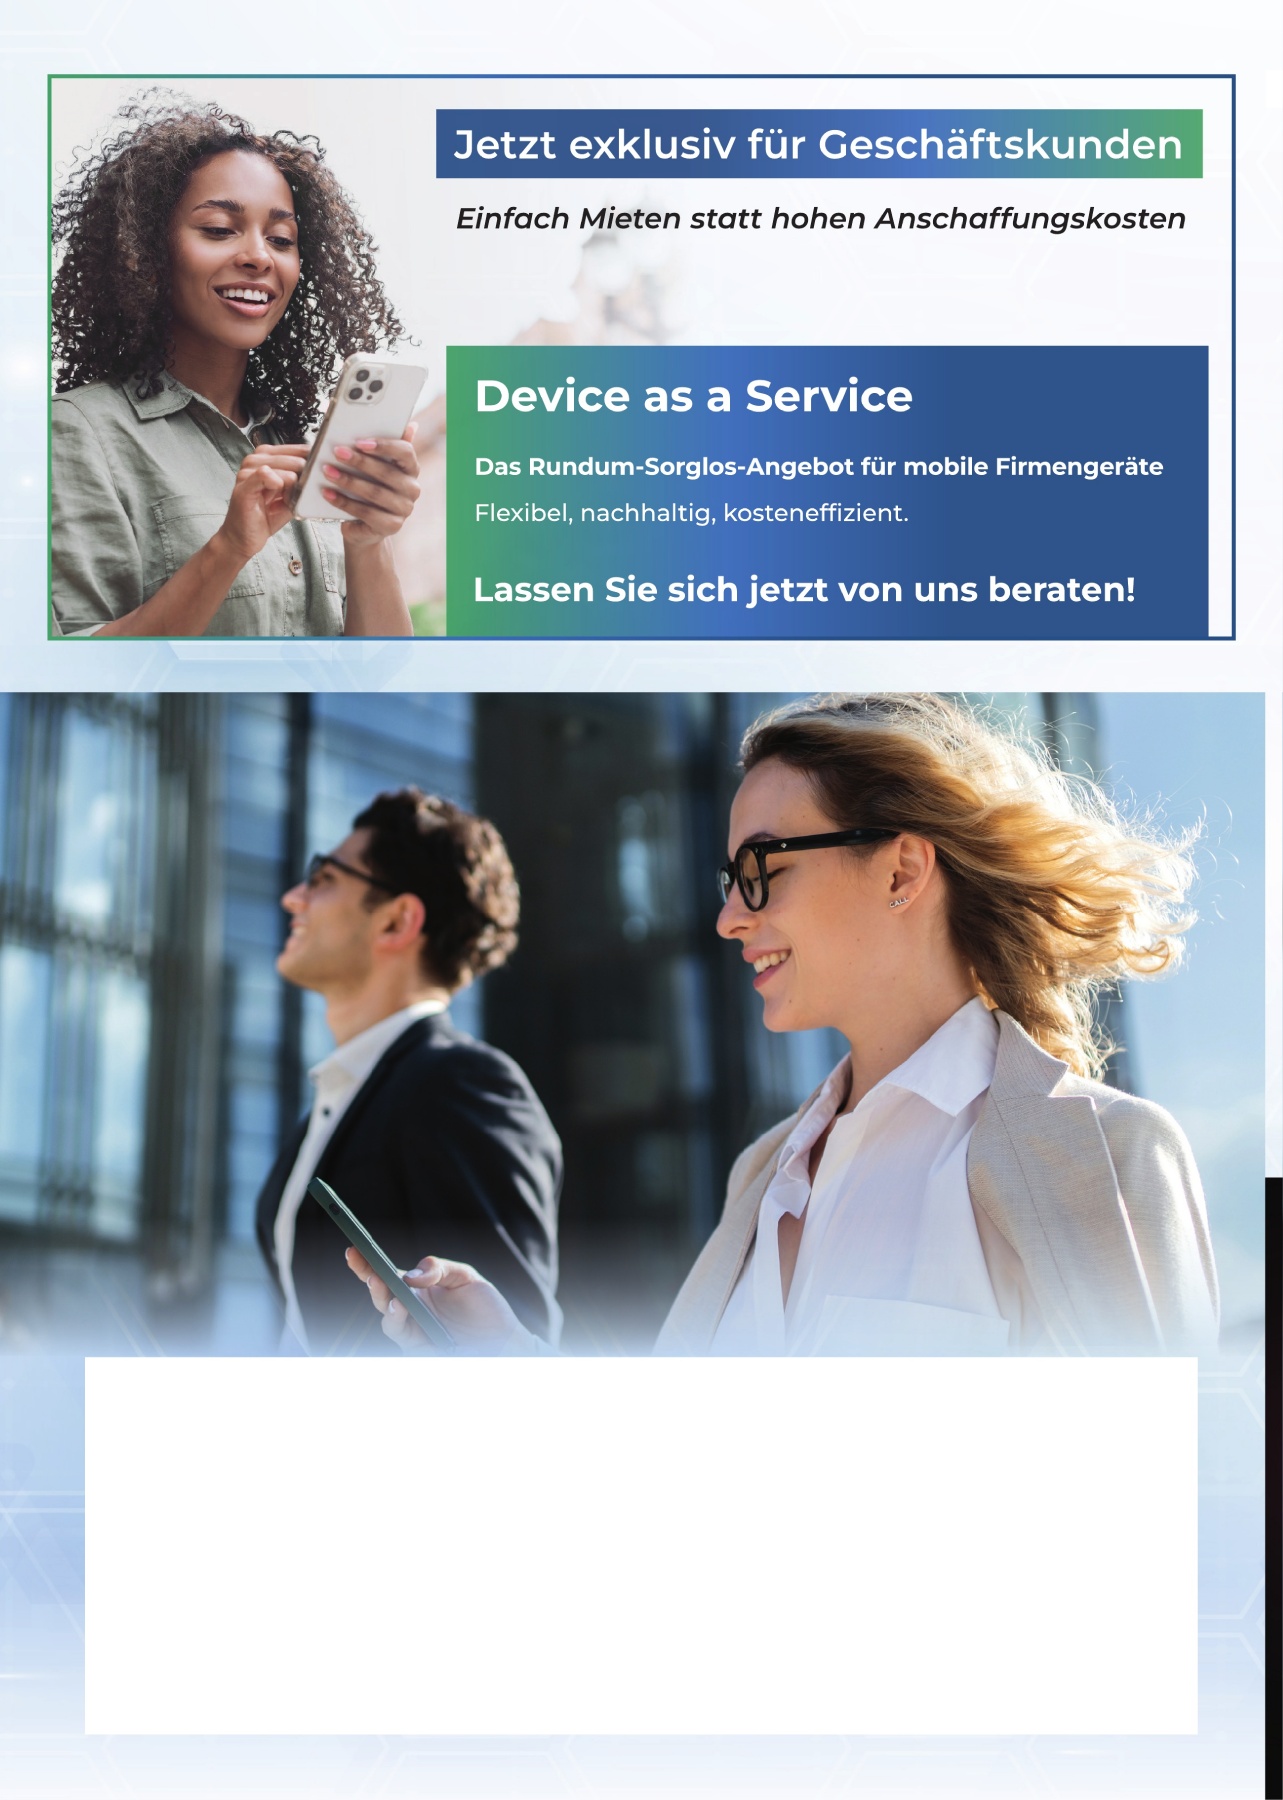 Jetzt exklusiv für Geschäftskunden
Einfach Mieten statt hohen Anschaffungskosten
Device as a Service
Das Rundum-Sorglos-Angebot für mobile Firmengeräte
Flexibel, nachhaltig, kosteneffizient.
Lassen Sie sich jetzt von uns beraten!
CALL